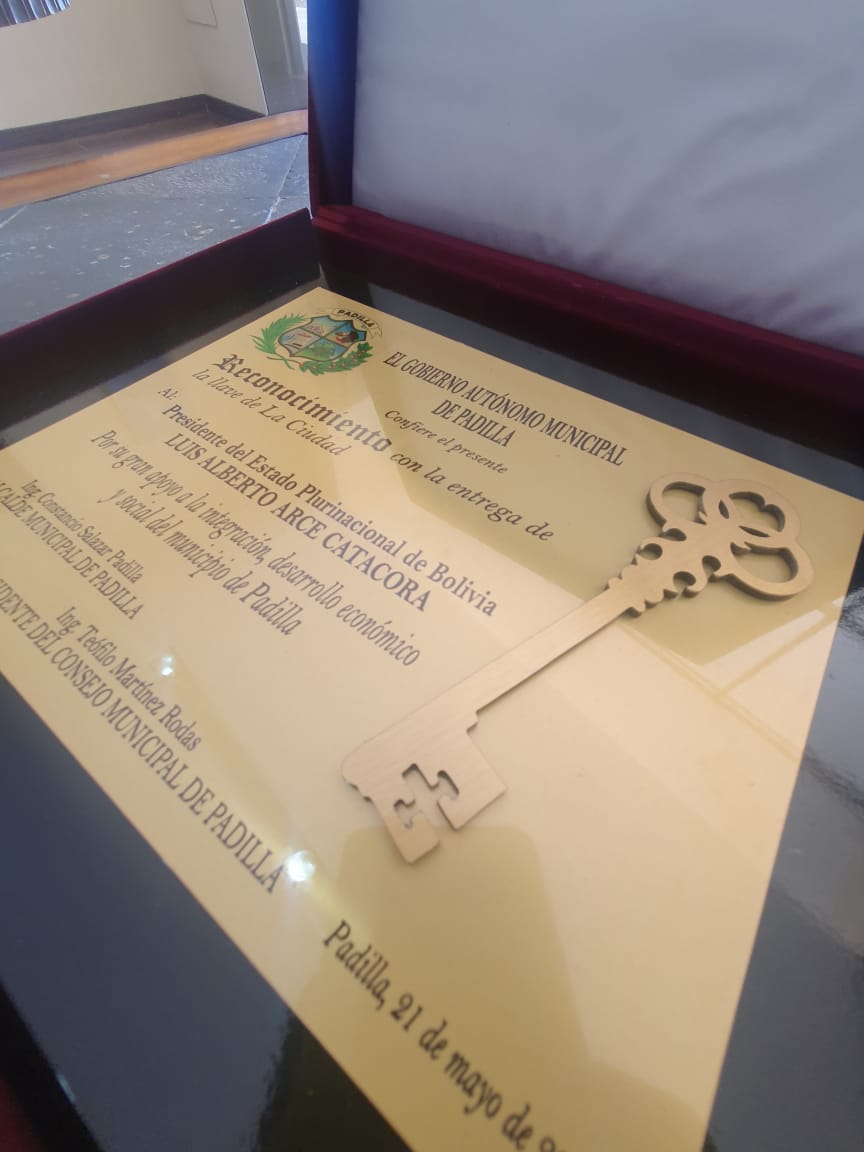 PADILLA
EL GOBIERNO AUTÓNOMO MUNICIPAL
DE PADILLA
Confiere el presente
Reconocimiento con la entrega de
la llave de La Ciudad
Al:
Presidente del Estado Plurinacional de Bolivia
LUIS ALBERTO ARCE CATACORA
Por su gran apoyo a la integración, desarrollo económico
y social del municipio de Padilla
Ing. Constancio Salazar Padilla
MUNICIPAL DE PADILLA
Ing. Teófilo Martínez Rodas
DEL CONSEJO MUNICIPAL DE PADILLA
Padilla, 21 de mayo de